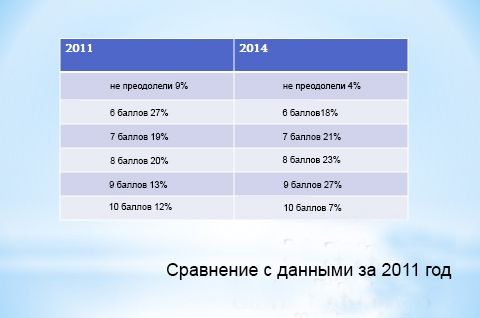 2011 2014
не преодолели 9% не преодолели 4%
6 баллов 27% 6 баллов18%
7 баллов 19% 7 баллов 21%
8 баллов 20% 8 баллов 23%
9 баллов 13% 9 баллов 27%
10 баллов 12% 10 баллов 7%
Сравнение с данными за 2011 год